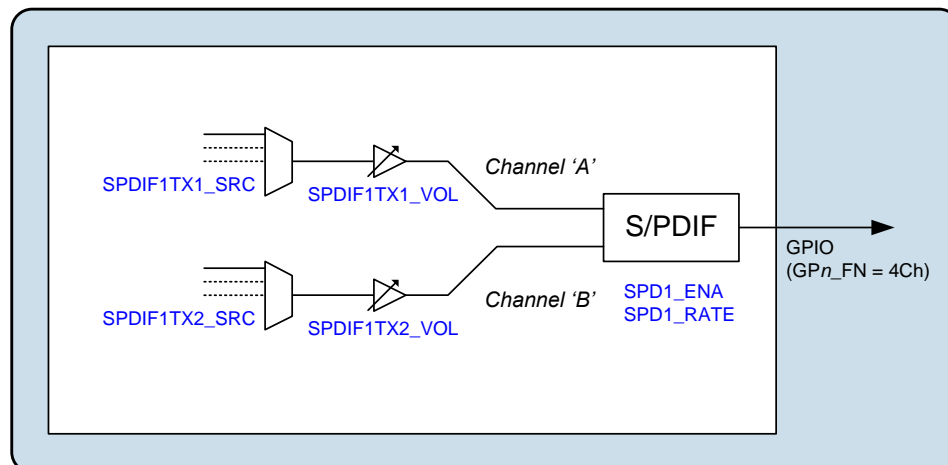 SPDIF1TX1_SRC
SPDIF1TX1_VOL
Channel ‘A’
S/PDIF
GPIO
(GPn_FN = 4Ch)
SPDIF1TX2_SRC
SPDIF1TX2_VOL
Channel ‘B’
SPD1_ENA
SPD1_RATE